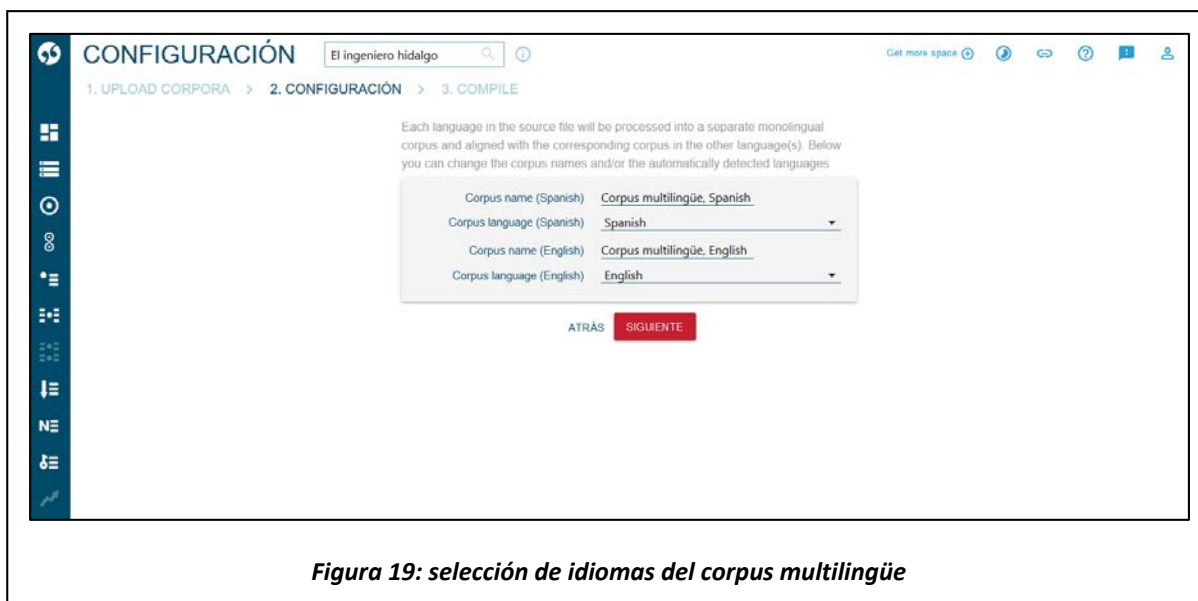 CONFIGURACIÓN El ingeniero hidalgo Get more space
1. UPLOAD CORPORA > 2. CONFIGURACIÓN > 3. COMPILE
Each language in the source file will be processed into a separate monolingual
corpus and aligned with the corresponding corpus in the other language(s). Below
you can change the corpus names and/or the automatically detected languages
Corpus name (Spanish) Corpus multilingüe, Spanish
Corpus language (Spanish) Spanish
Corpus name (English) Corpus multilingüe, English
Corpus language (English) English
ATRÁS SIGUIENTE
Figura 19: selección de idiomas del corpus multilingüe